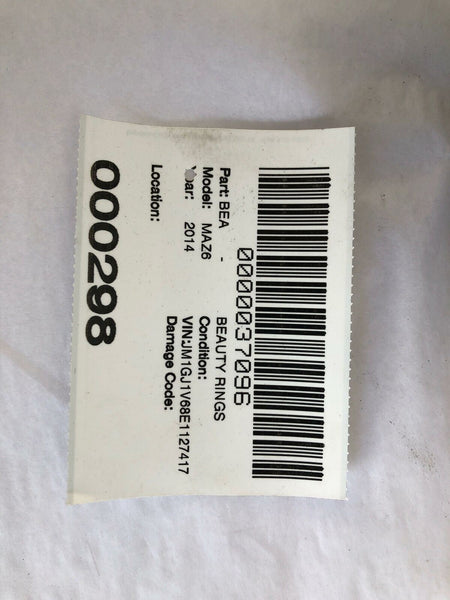 0000037096
Part: BEA - BEAUTY RINGS
Model: MAZ6 Condition:
Year: 2014 VIN:JM1GJ1V68E1127417
Damage Code:
Location:
000298